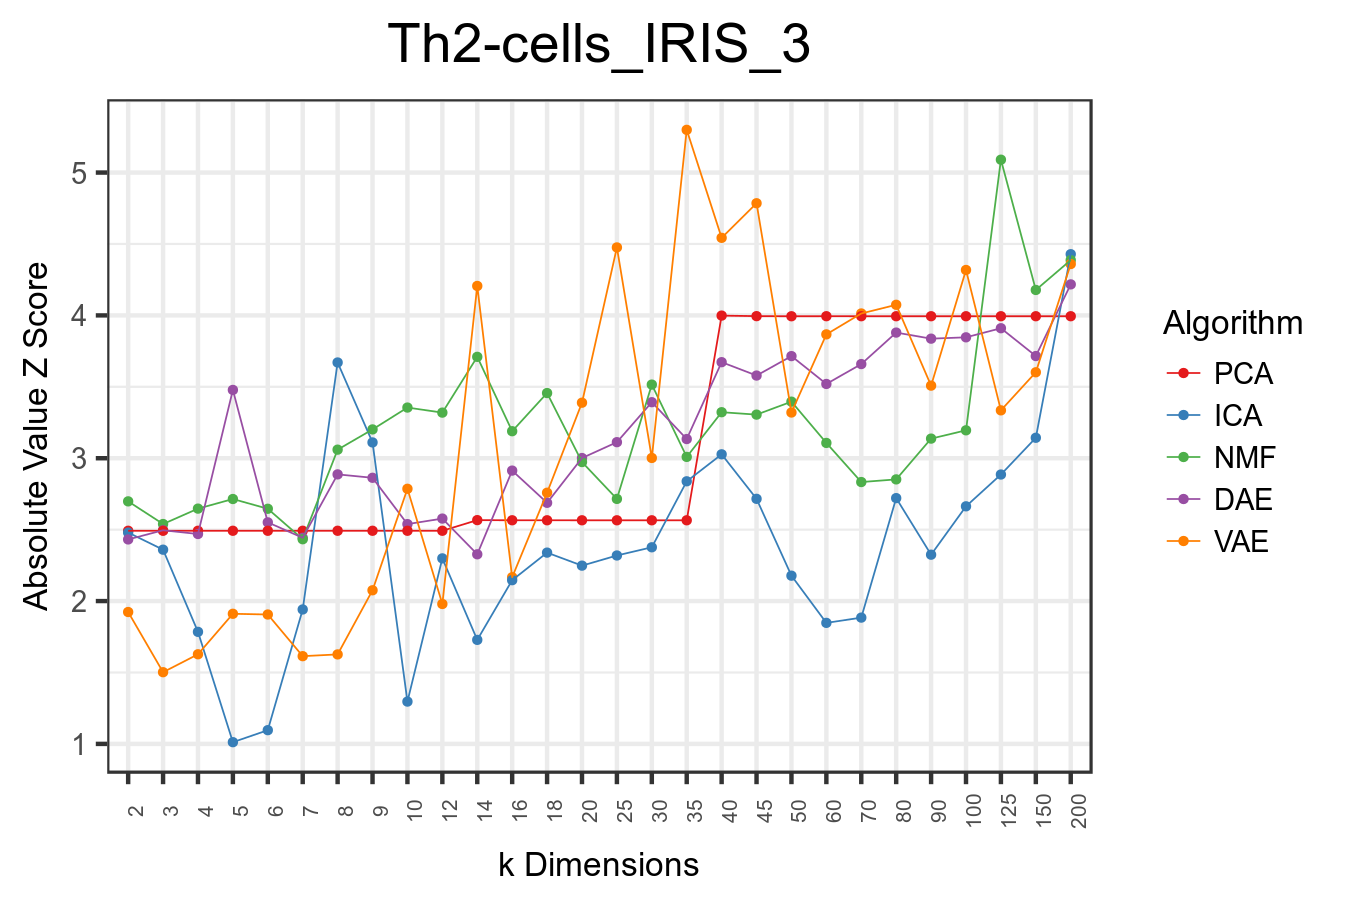 Th2-cells_IRIS_3
Absolute Value Z Score
5
4
3
2
1
2 3 4 5 6 7 8 9 10 12 14 16 18 20 25 30 35 40 45 50 60 70 80 90 100 125 150 200
k Dimensions
Algorithm
PCA
ICA
NMF
DAE
VAE